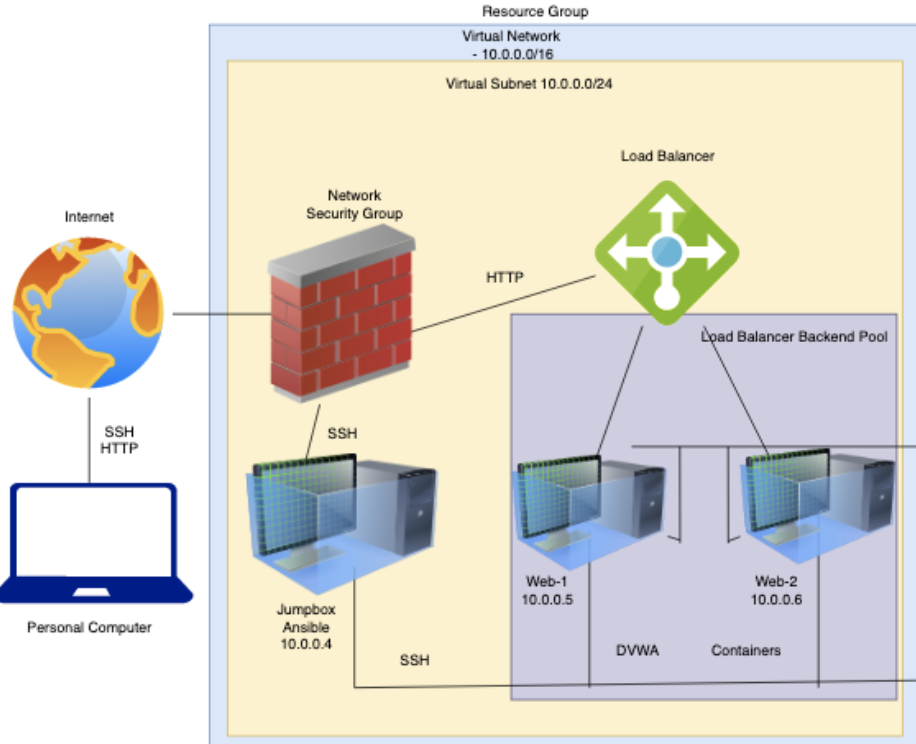 Resource Group
Virtual Network
- 10.0.0.0/16
Virtual Subnet 10.0.0.0/24
Load Balancer
Network
Security Group
Internet
HTTP
Load Balancer Backend Pool
SSH
HTTP
SSH
Web-1
10.0.0.5
Web-2
10.0.0.6
Jumpbox
Ansible
10.0.0.4
Personal Computer
DVWA
Containers
SSH